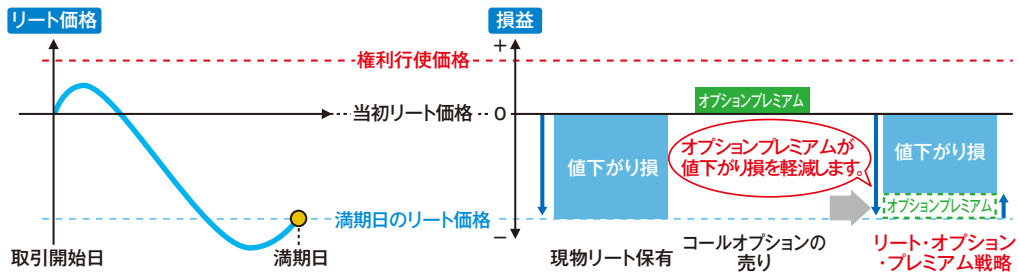 リート価格
権利行使価格
当初リート価格
満期日のリート価格
取引開始日
満期日
損益
+
0
−
オプションプレミアム
値下がり損
オプションプレミアムが
値下がり損を軽減します。
値下がり損
オプションプレミアム
現物リート保有
コールオプションの
売り
リート・オプション
・プレミアム戦略